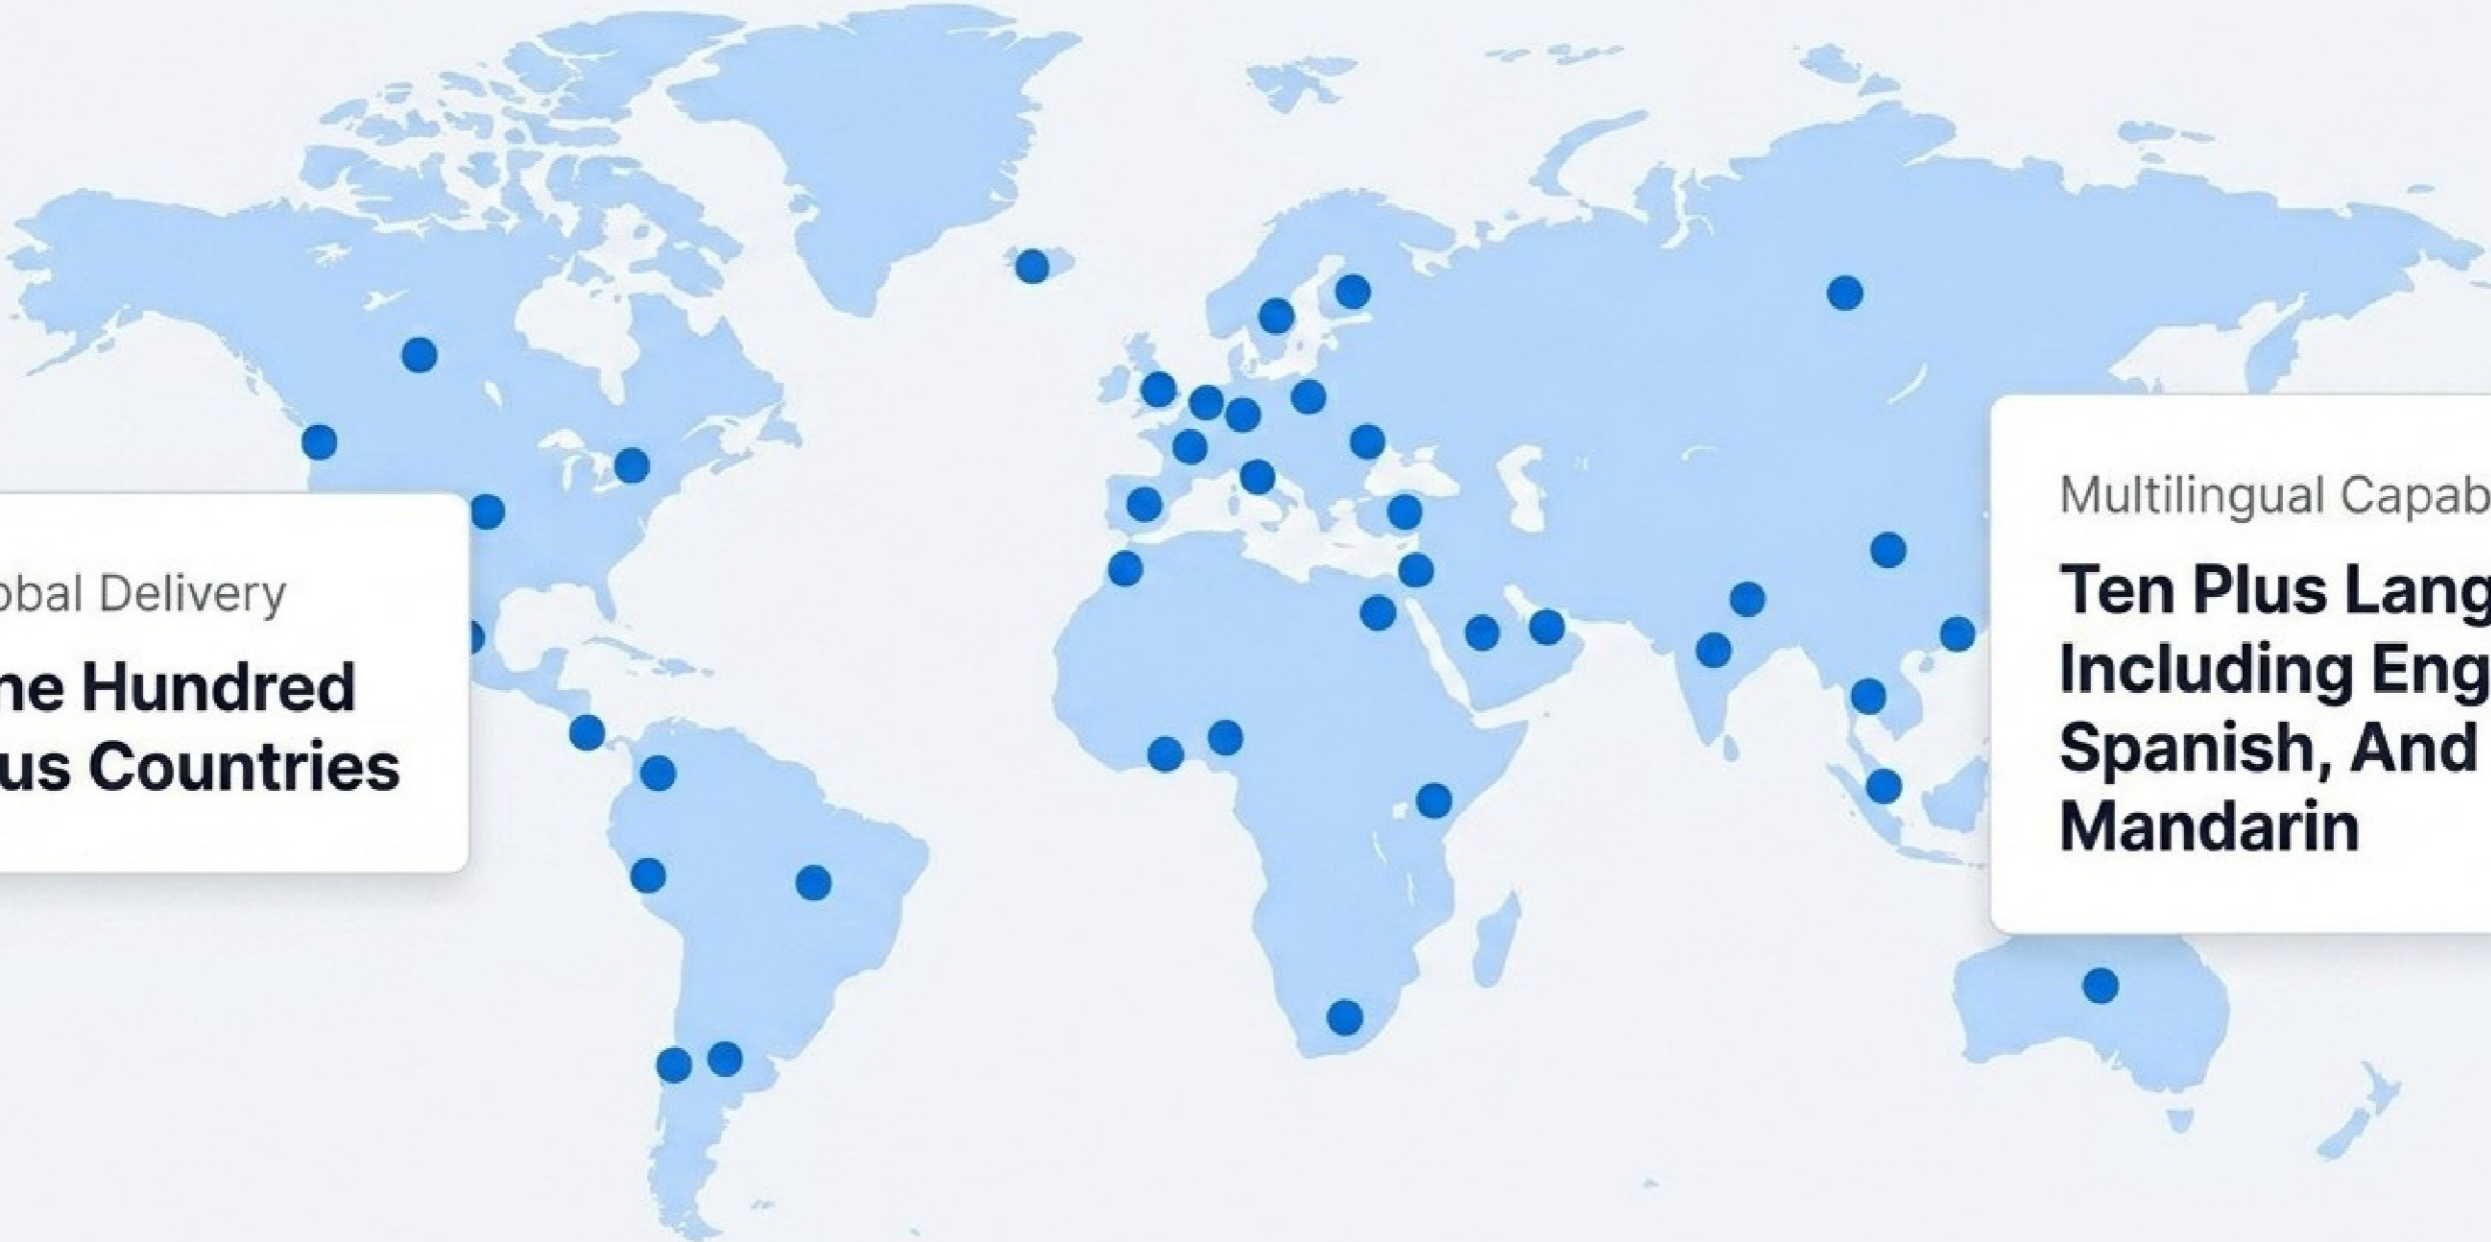 obal Delivery
ne Hundred
us Countries
Multilingual Capab
Ten Plus Lang
Including Eng
Spanish, And
Mandarin